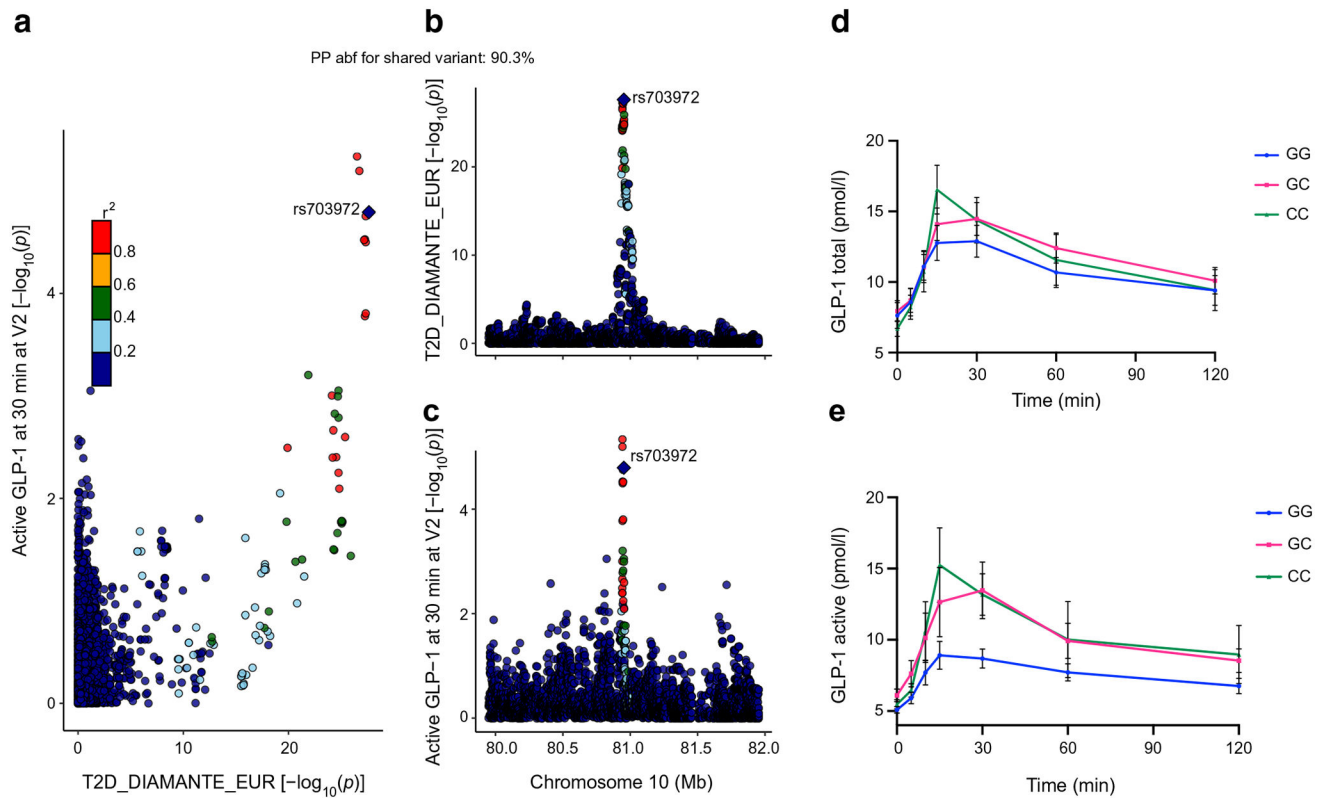 a
b
d
PP abf for shared variant: 90.3%
Active GLP-1 at 30 min at V2 [−log10(p)]
4
2
0
r2
0.8
0.6
0.4
0.2
rs703972
0 10 20
T2D_DIAMANTE_EUR [−log10(p)]
T2D_DIAMANTE_EUR [−log10(p)]
20
10
0
rs703972
c
Active GLP−1 at 30 min at V2 [−log10(p)]
4
2
0
rs703972
80.0 80.5 81.0 81.5 82.0
Chromosome 10 (Mb)
GLP-1 total (pmol/l)
20
15
10
5
0 30 60 90 120
Time (min)
GG
GC
CC
e
GLP-1 active (pmol/l)
20
15
10
5
0 30 60 90 120
Time (min)
GG
GC
CC